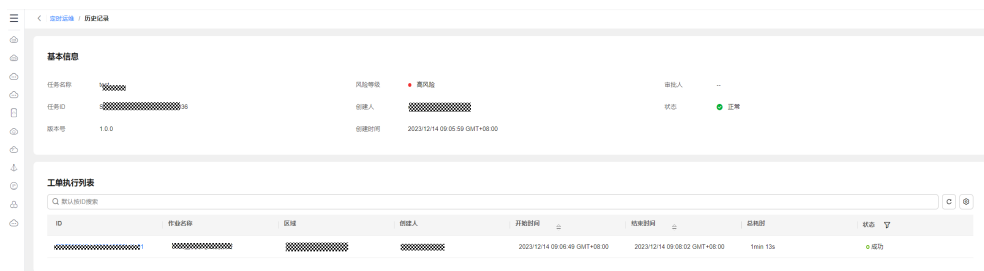 定时运维 / 历史记录
基本信息
任务名称 风险等级 高风险 审批人 --
任务ID 36 创建人 状态 正常
版本号 1.0.0 创建时间 2023/12/14 09:05:59 GMT+08:00
工单执行列表
默认按ID搜索
ID 作业名称 区域 创建人 开始时间 结束时间 总耗时 状态
1 2023/12/14 09:06:49 GMT+08:00 2023/12/14 09:08:02 GMT+08:00 1min 13s 成功